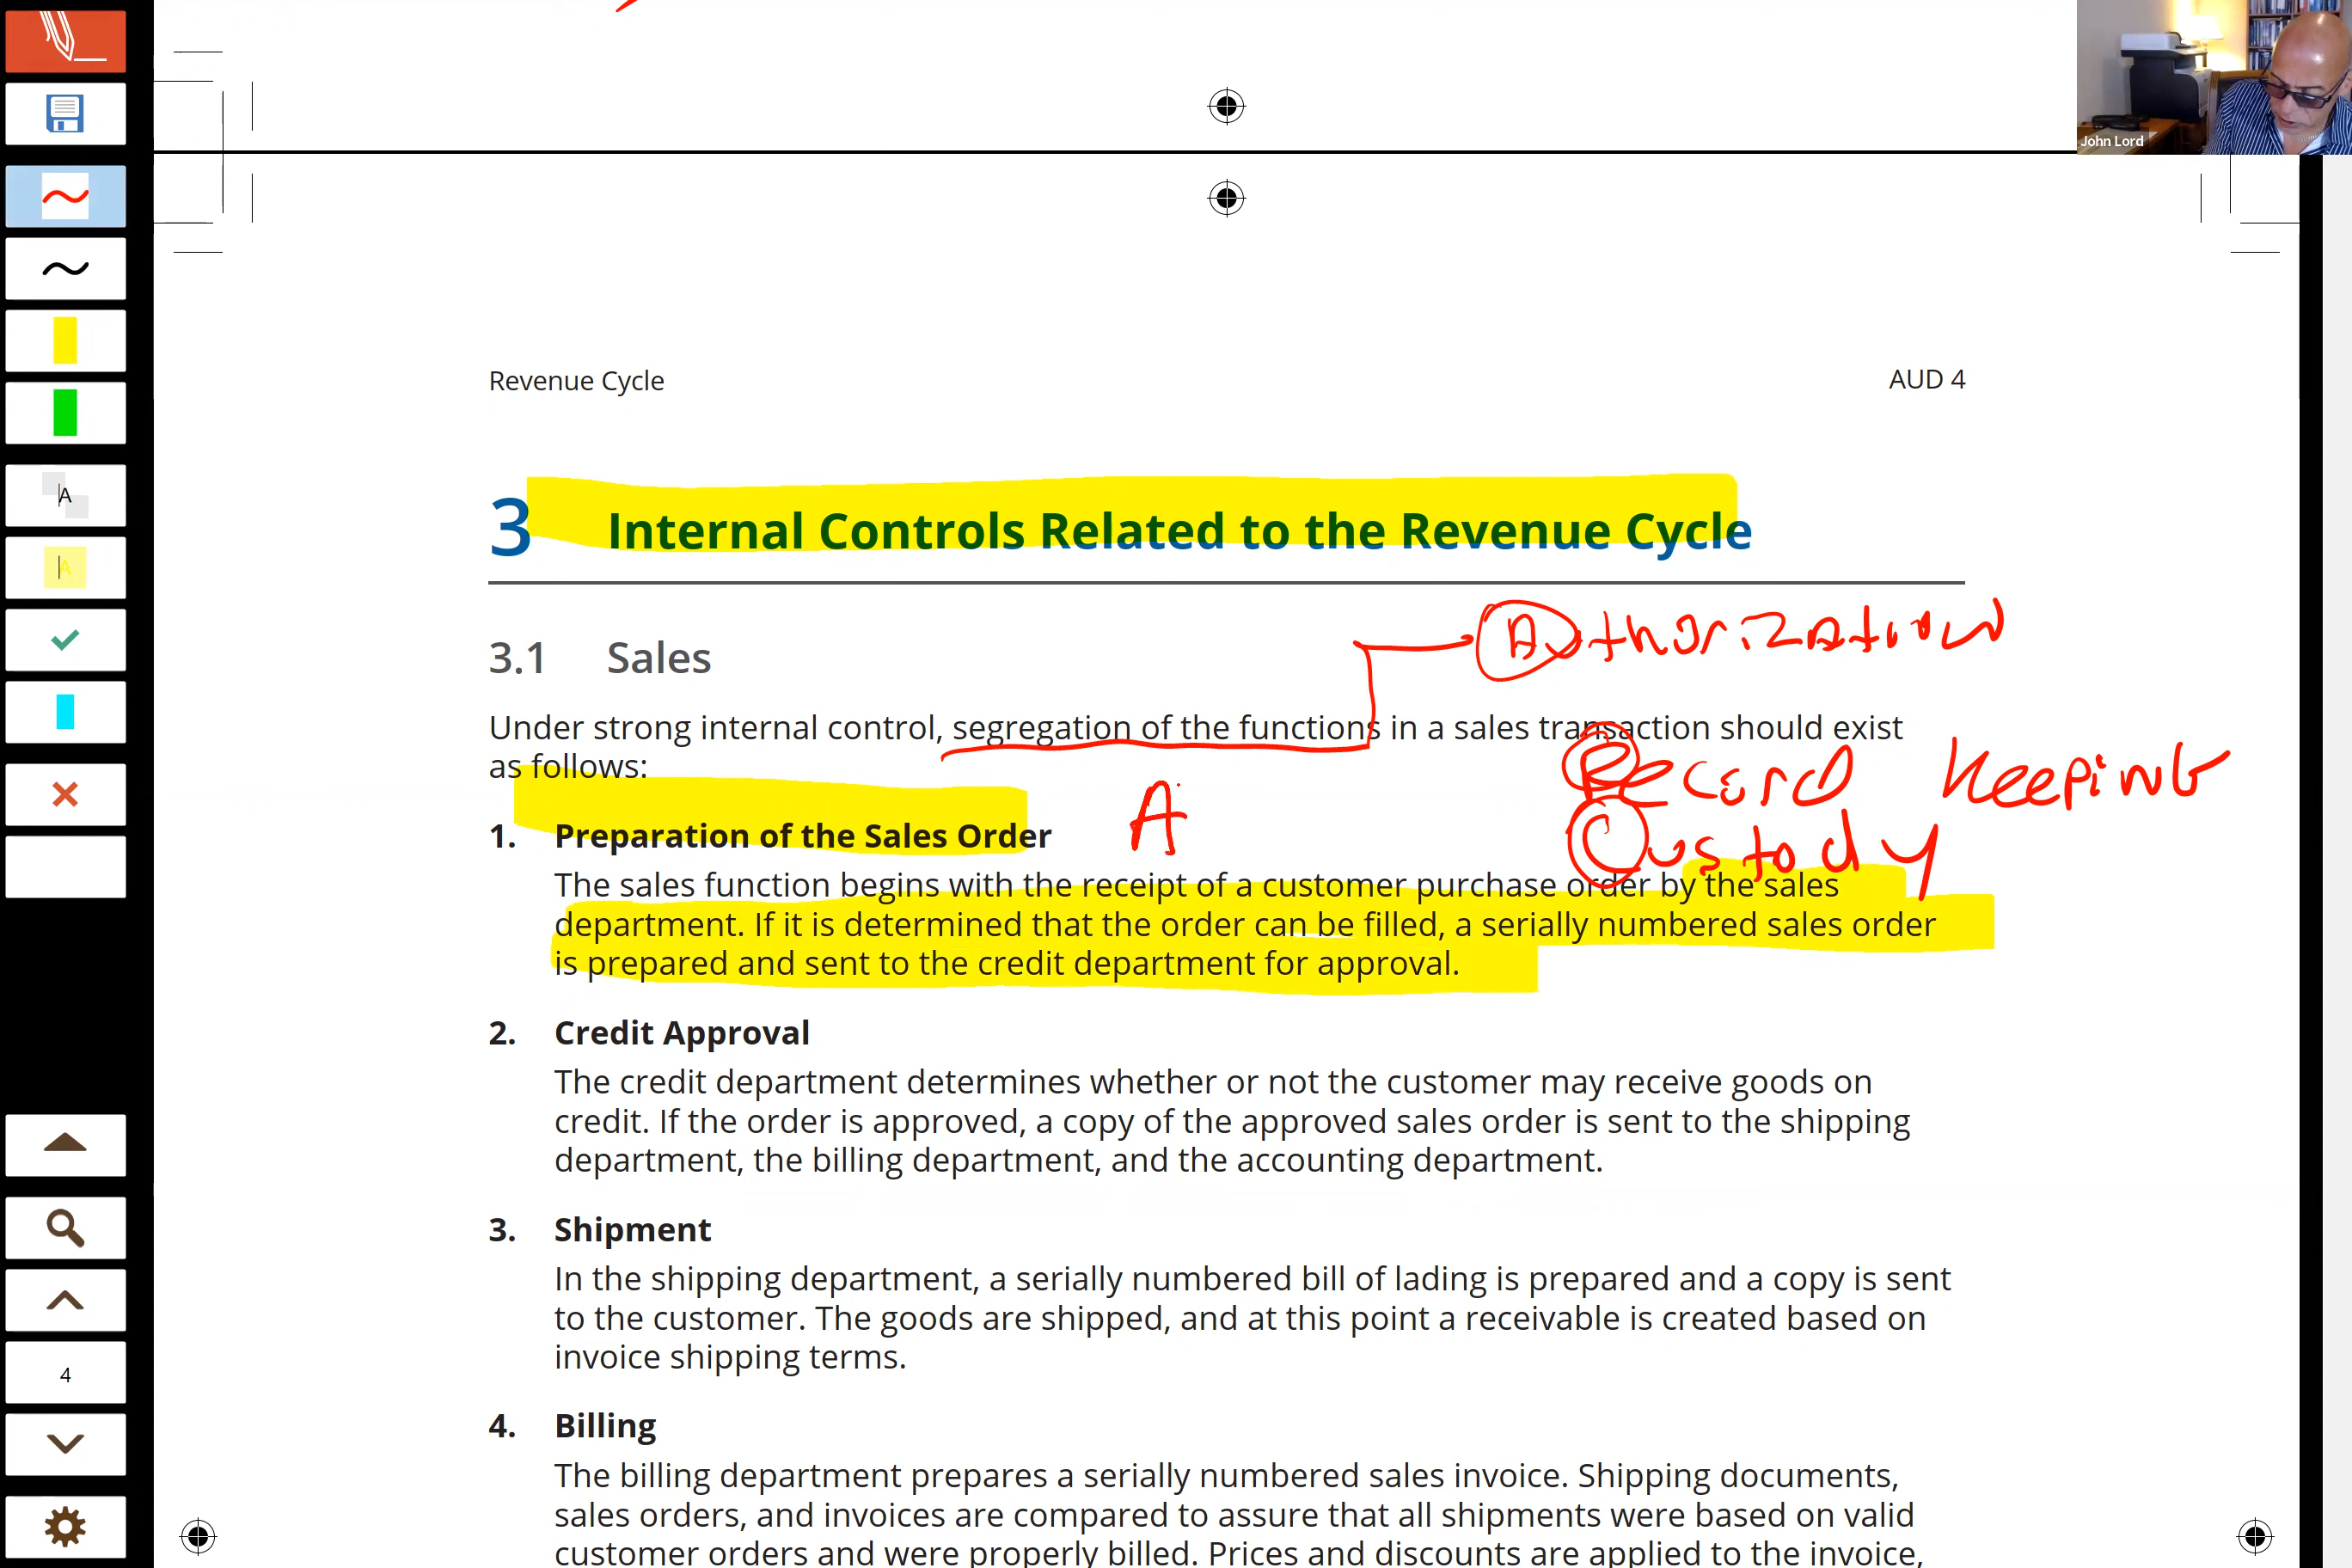 John Lord
Revenue Cycle
AUD 4
3 Internal Controls Related to the Revenue Cycle
Authorization
3.1 Sales
Under strong internal control, segregation of the functions in a sales transaction should exist
as follows:
Record Keeping
1. Preparation of the Sales Order A
Custody
The sales function begins with the receipt of a customer purchase order by the sales
department. If it is determined that the order can be filled, a serially numbered sales order
is prepared and sent to the credit department for approval.
2. Credit Approval
The credit department determines whether or not the customer may receive goods on
credit. If the order is approved, a copy of the approved sales order is sent to the shipping
department, the billing department, and the accounting department.
3. Shipment
In the shipping department, a serially numbered bill of lading is prepared and a copy is sent
to the customer. The goods are shipped, and at this point a receivable is created based on
invoice shipping terms.
4
4. Billing
The billing department prepares a serially numbered sales invoice. Shipping documents,
sales orders, and invoices are compared to assure that all shipments were based on valid
customer orders and were properly billed. Prices and discounts are applied to the invoice,